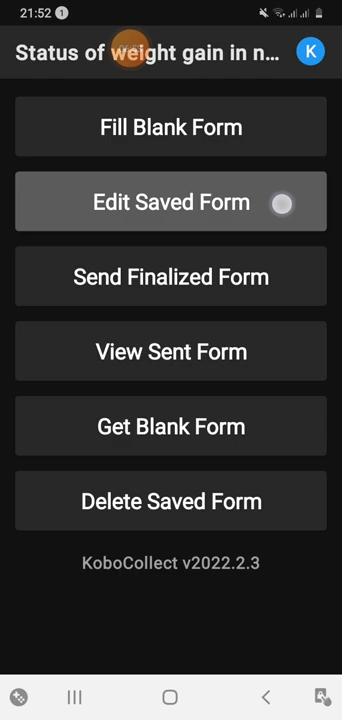 21:52 1
Status of weight gain in n...
K
Fill Blank Form
Edit Saved Form
Send Finalized Form
View Sent Form
Get Blank Form
Delete Saved Form
KoboCollect v2022.2.3